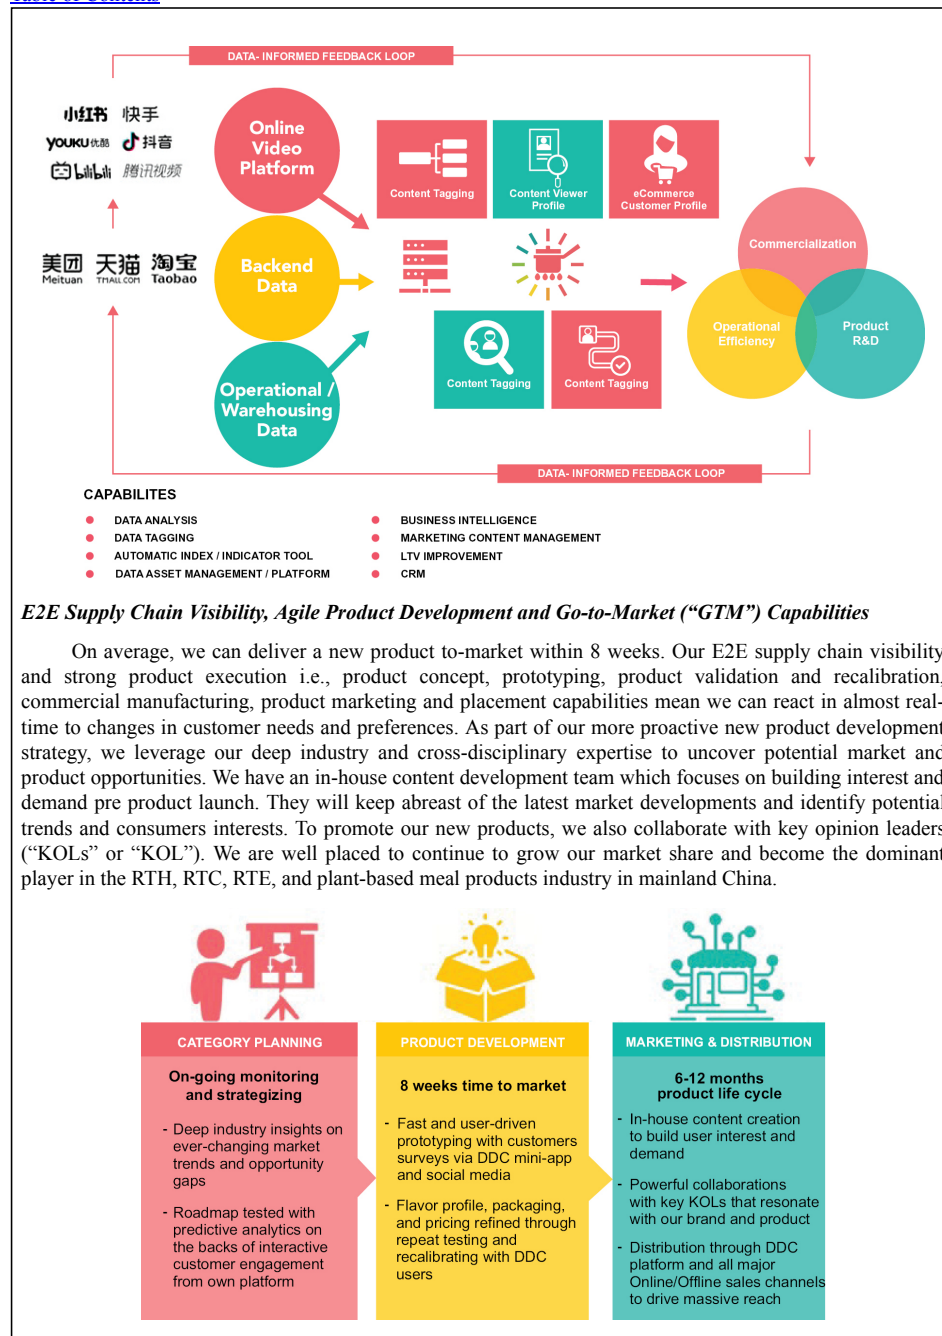 Table of Contents
DATA- INFORMED FEEDBACK LOOP
小红书 快手
YOUKU优酷 抖音
bilibili 腾讯视频
美团 天猫 淘宝
Meituan TMALL.COM Taobao
Online
Video
Platform
Backend
Data
Operational /
Warehousing
Data
Content Tagging
Content Viewer
Profile
eCommerce
Customer Profile
Content Tagging
Content Tagging
Commercialization
Operational
Efficiency
Product
R&D
DATA- INFORMED FEEDBACK LOOP
CAPABILITES
DATA ANALYSIS
DATA TAGGING
AUTOMATIC INDEX / INDICATOR TOOL
DATA ASSET MANAGEMENT / PLATFORM
BUSINESS INTELLIGENCE
MARKETING CONTENT MANAGEMENT
LTV IMPROVEMENT
CRM
E2E Supply Chain Visibility, Agile Product Development and Go-to-Market (“GTM”) Capabilities
On average, we can deliver a new product to-market within 8 weeks. Our E2E supply chain visibility
and strong product execution i.e., product concept, prototyping, product validation and recalibration,
commercial manufacturing, product marketing and placement capabilities mean we can react in almost real-
time to changes in customer needs and preferences. As part of our more proactive new product development
strategy, we leverage our deep industry and cross-disciplinary expertise to uncover potential market and
product opportunities. We have an in-house content development team which focuses on building interest and
demand pre product launch. They will keep abreast of the latest market developments and identify potential
trends and consumers interests. To promote our new products, we also collaborate with key opinion leaders
(“KOLs” or “KOL”). We are well placed to continue to grow our market share and become the dominant
player in the RTH, RTC, RTE, and plant-based meal products industry in mainland China.
CATEGORY PLANNING
On-going monitoring
and strategizing
- Deep industry insights on
ever-changing market
trends and opportunity
gaps
- Roadmap tested with
predictive analytics on
the backs of interactive
customer engagement
from own platform
PRODUCT DEVELOPMENT
8 weeks time to market
- Fast and user-driven
prototyping with customers
surveys via DDC mini-app
and social media
- Flavor profile, packaging,
and pricing refined through
repeat testing and
recalibrating with DDC
users
MARKETING & DISTRIBUTION
6-12 months
product life cycle
- In-house content creation
to build user interest and
demand
- Powerful collaborations
with key KOLs that resonate
with our brand and product
- Distribution through DDC
platform and all major
Online/Offline sales channels
to drive massive reach